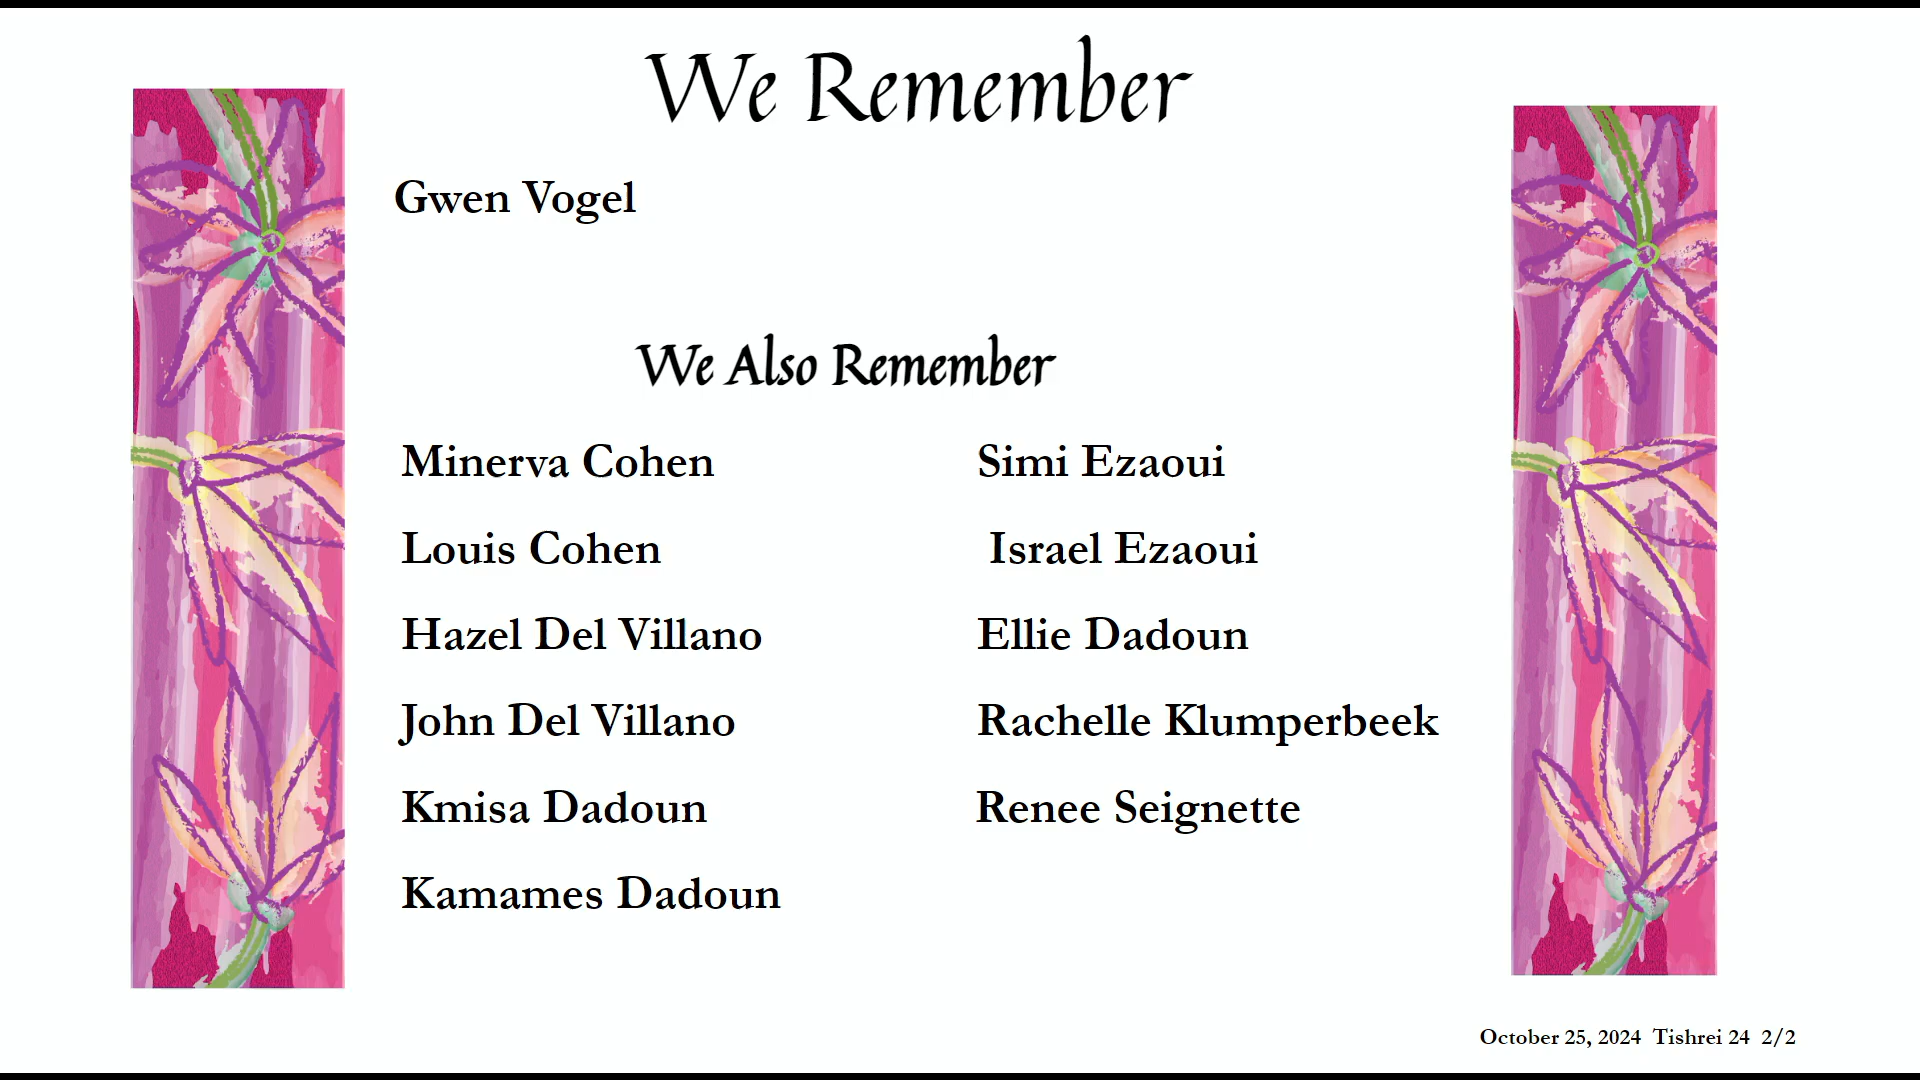 We Remember
Gwen Vogel
We Also Remember
Minerva Cohen
Louis Cohen
Hazel Del Villano
John Del Villano
Kmisa Dadoun
Kamames Dadoun
Simi Ezaoui
Israel Ezaoui
Ellie Dadoun
Rachelle Klumperbeek
Renee Seignette
October 25, 2024 Tishrei 24 2/2